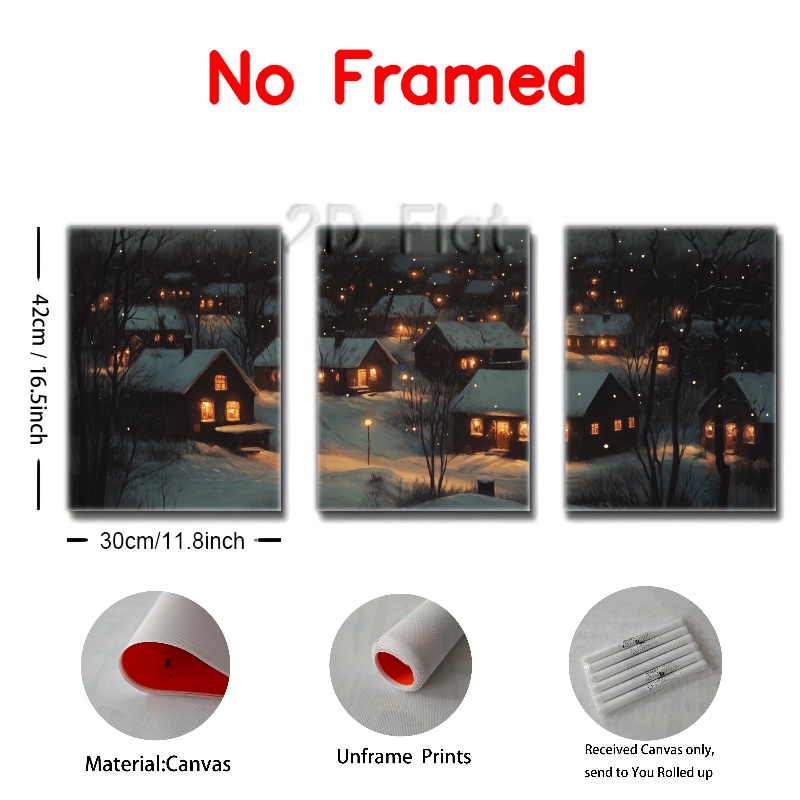 No Framed
2D Flat
42cm / 16.5inch
30cm/11.8inch
Material:Canvas
Unframe Prints
Received Canvas only,
send to You Rolled up